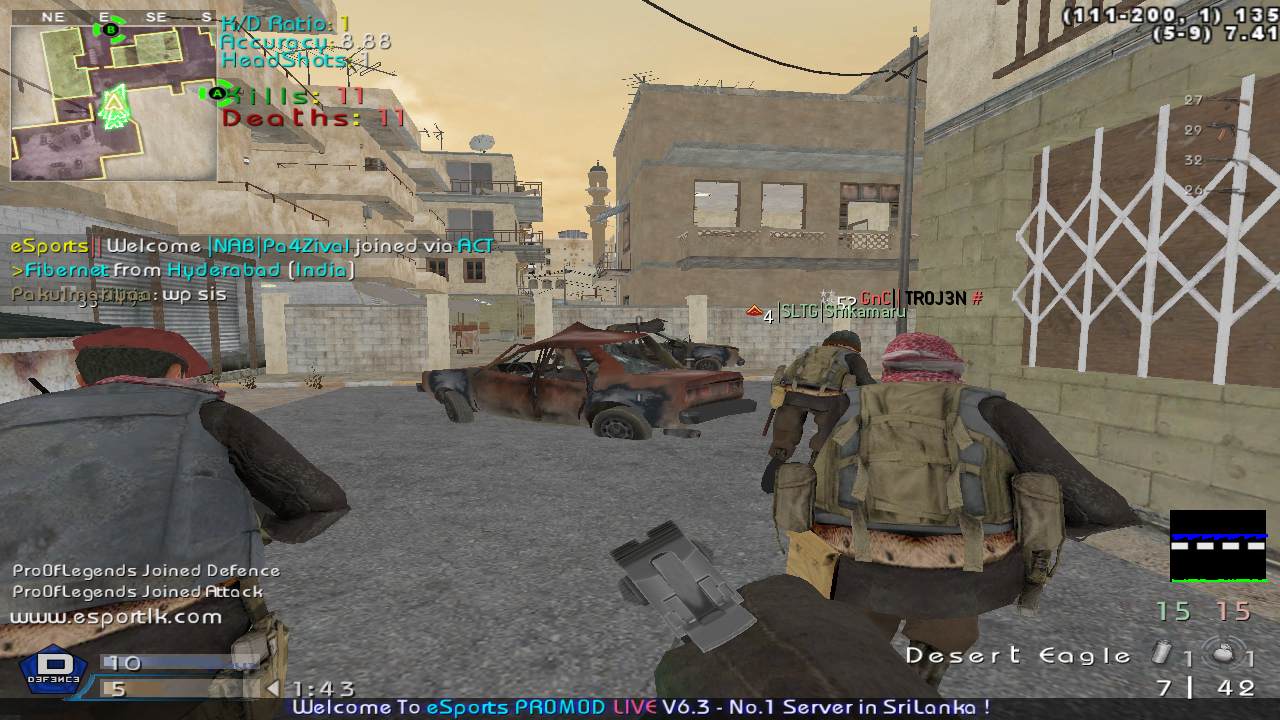 NE E SE S
(111-200, 1) 135
(5-9) 7.41
K/D Ratio: 1
Accuracy: 8.88
HeadShots: 1
B
A
Kills: 11
Deaths: 11
27
29
32
26
eSports|| Welcome |NAB|Pa4Zival joined via ACT
>Fibernet from Hyderabad (India)
: wp sis
52 GnC|| TR0J3N #
4 |SLTG|Shikamaru
Pro0fLegends Joined Defence
Pro0fLegends Joined Attack
www.esportlk.com
15 15
Desert Eagle 1 1
7 | 42
D
D3F3NC3
10
5
1:43
Welcome To eSports PROMOD LIVE V6.3 - No.1 Server in SriLanka !